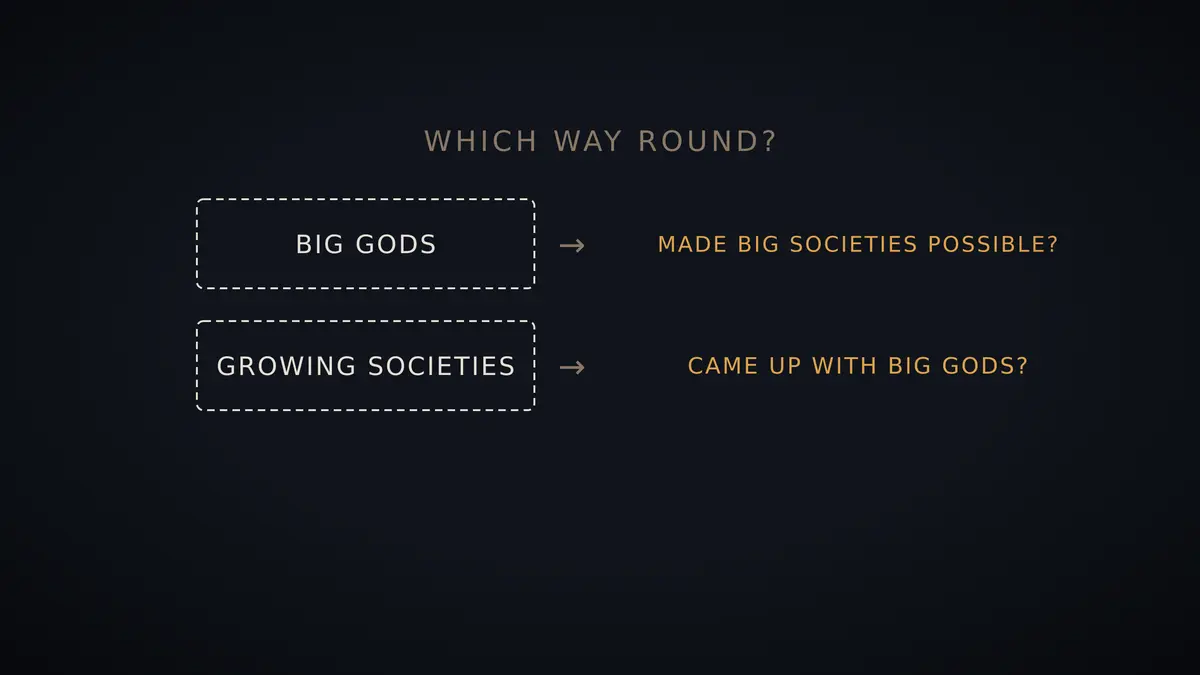 WHICH WAY ROUND?
BIG GODS → MADE BIG SOCIETIES POSSIBLE?
GROWING SOCIETIES → CAME UP WITH BIG GODS?